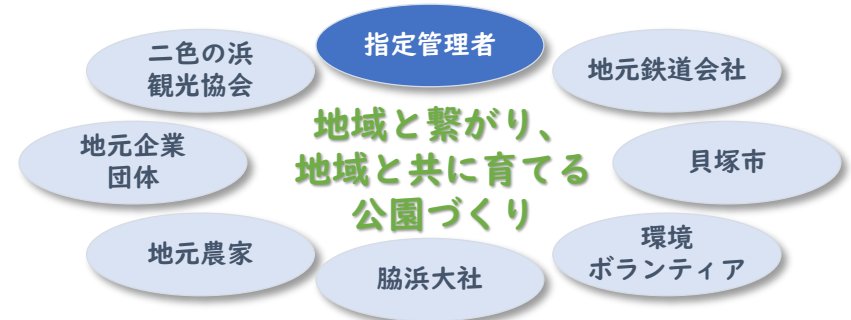 指定管理者
二色の浜
観光協会
地元鉄道会社
地域と繋がり、
地域と共に育てる
公園づくり
地元企業
団体
貝塚市
地元農家
環境
ボランティア
脇浜大社